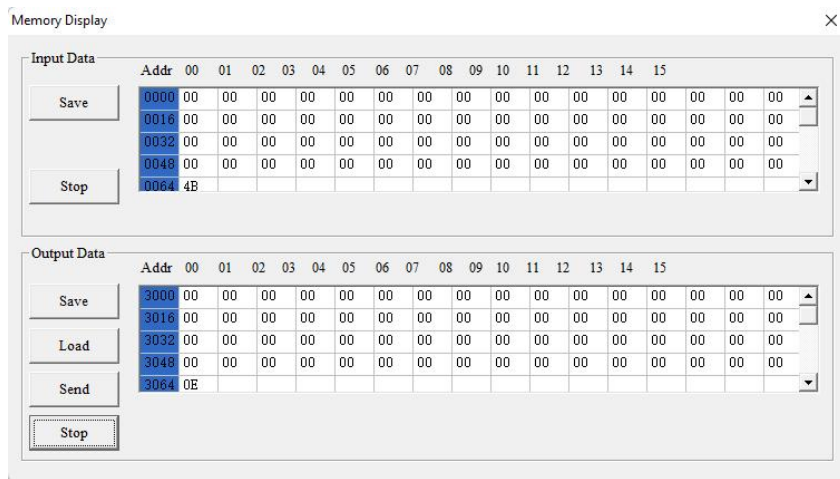 Memory Display
Input Data
Addr 00 01 02 03 04 05 06 07 08 09 10 11 12 13 14 15
Save
0000 00 00 00 00 00 00 00 00 00 00 00 00 00 00 00 00
0016 00 00 00 00 00 00 00 00 00 00 00 00 00 00 00 00
0032 00 00 00 00 00 00 00 00 00 00 00 00 00 00 00 00
0048 00 00 00 00 00 00 00 00 00 00 00 00 00 00 00 00
Stop
0064 4B
Output Data
Addr 00 01 02 03 04 05 06 07 08 09 10 11 12 13 14 15
Save
3000 00 00 00 00 00 00 00 00 00 00 00 00 00 00 00 00
3016 00 00 00 00 00 00 00 00 00 00 00 00 00 00 00 00
Load
3032 00 00 00 00 00 00 00 00 00 00 00 00 00 00 00 00
3048 00 00 00 00 00 00 00 00 00 00 00 00 00 00 00 00
Send
3064 0E
Stop